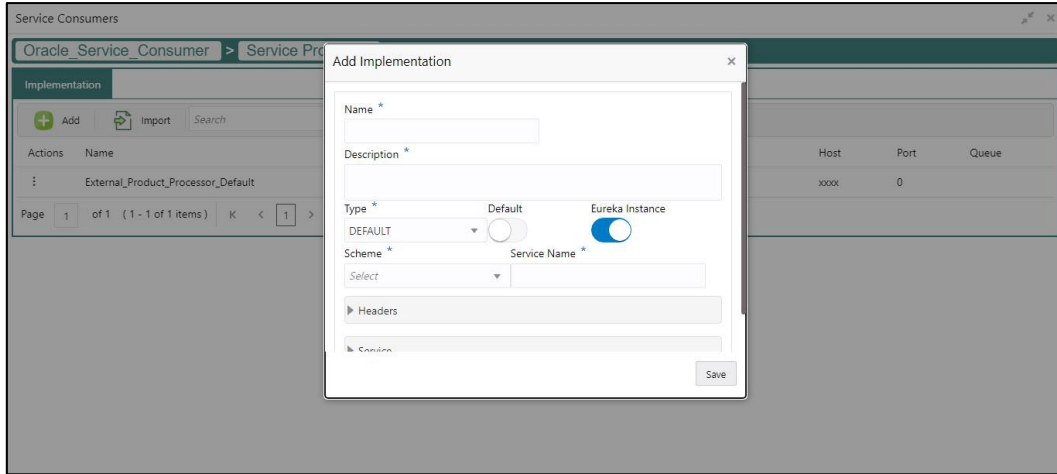 Service Consumers
Oracle_Service_Consumer > Service Pro
Add Implementation
Implementation
Name *
Add Import Search
Description *
Actions Name Host Port Queue
External_Product_Processor_Default xxxx 0
Type * Default Eureka Instance
Page 1 of 1 (1 - 1 of 1 items) K < 1 >
DEFAULT
Scheme * Service Name *
Select
Headers
Service
Save